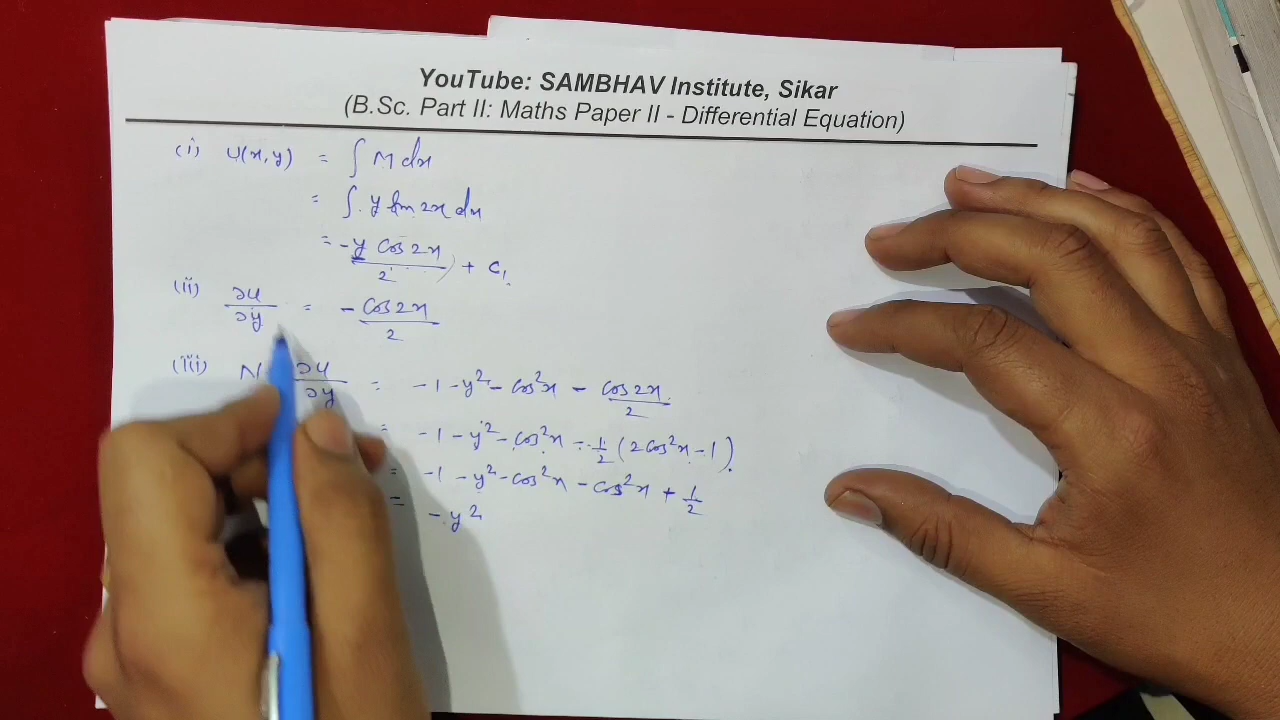 YouTube: SAMBHAV Institute, Sikar
(B.Sc. Part II: Maths Paper II - Differential Equation)
(i) U(x,y) = ∫ M dx
= ∫ y sin 2x dx
= -y cos 2x / 2 + c₁
(ii) ∂U/∂y = - cos 2x / 2
(iii) N ∂U/∂y = -1 - y² - cos²x - cos 2x / 2
= -1 - y² - cos²x - 1/2 (2cos²x - 1)
= -1 - y² - cos²x - cos²x + 1/2
= - y²